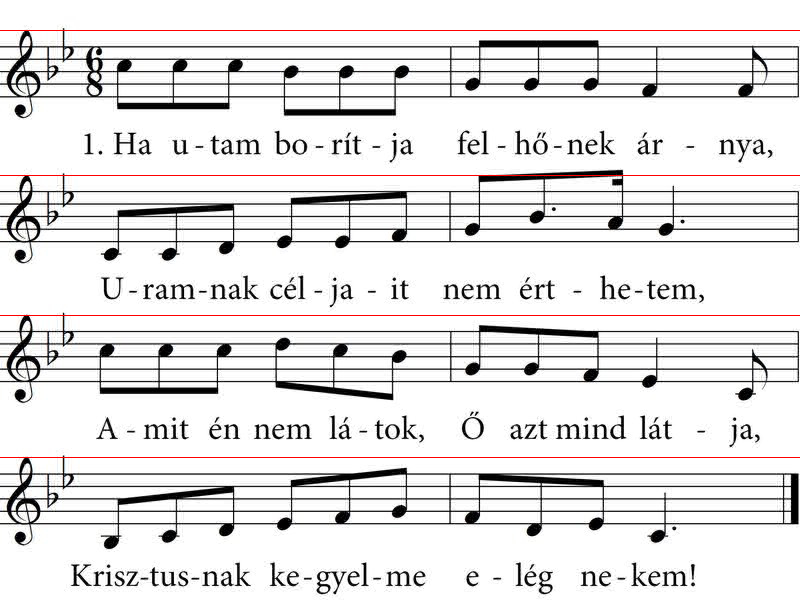 6
8
1. Ha u - tam bo - rít - ja fel - hő - nek ár - nya,
U - ram - nak cél - ja - it nem ért - he - tem,
A - mit én nem lá - tok, Ő azt mind lát - ja,
Krisz - tus - nak ke - gyel - me e - lég ne - kem!